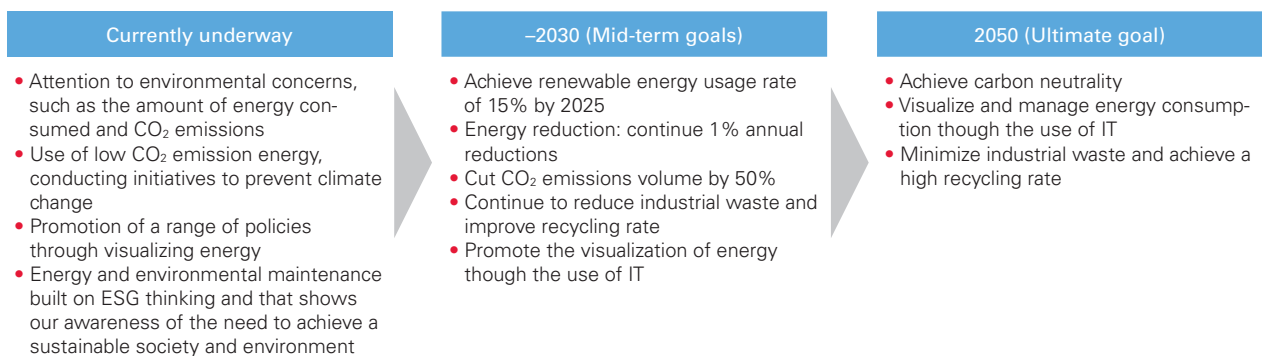 Currently underway
• Attention to environmental concerns,
such as the amount of energy con-
sumed and CO₂ emissions
• Use of low CO₂ emission energy,
conducting initiatives to prevent climate
change
• Promotion of a range of policies
through visualizing energy
• Energy and environmental maintenance
built on ESG thinking and that shows
our awareness of the need to achieve a
sustainable society and environment
–2030 (Mid-term goals)
• Achieve renewable energy usage rate
of 15% by 2025
• Energy reduction: continue 1% annual
reductions
• Cut CO₂ emissions volume by 50%
• Continue to reduce industrial waste and
improve recycling rate
• Promote the visualization of energy
though the use of IT
2050 (Ultimate goal)
• Achieve carbon neutrality
• Visualize and manage energy consump-
tion though the use of IT
• Minimize industrial waste and achieve a
high recycling rate